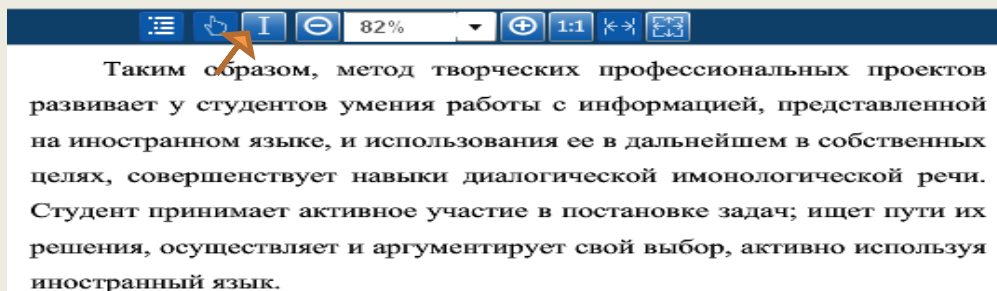 82% 1:1
Таким образом, метод творческих профессиональных проектов
развивает у студентов умения работы с информацией, представленной
на иностранном языке, и использования ее в дальнейшем в собственных
целях, совершенствует навыки диалогической имонологической речи.
Студент принимает активное участие в постановке задач; ищет пути их
решения, осуществляет и аргументирует свой выбор, активно используя
иностранный язык.